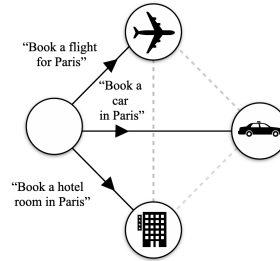 “Book a flight
for Paris”
“Book a
car
in Paris”
“Book a hotel
room in Paris”